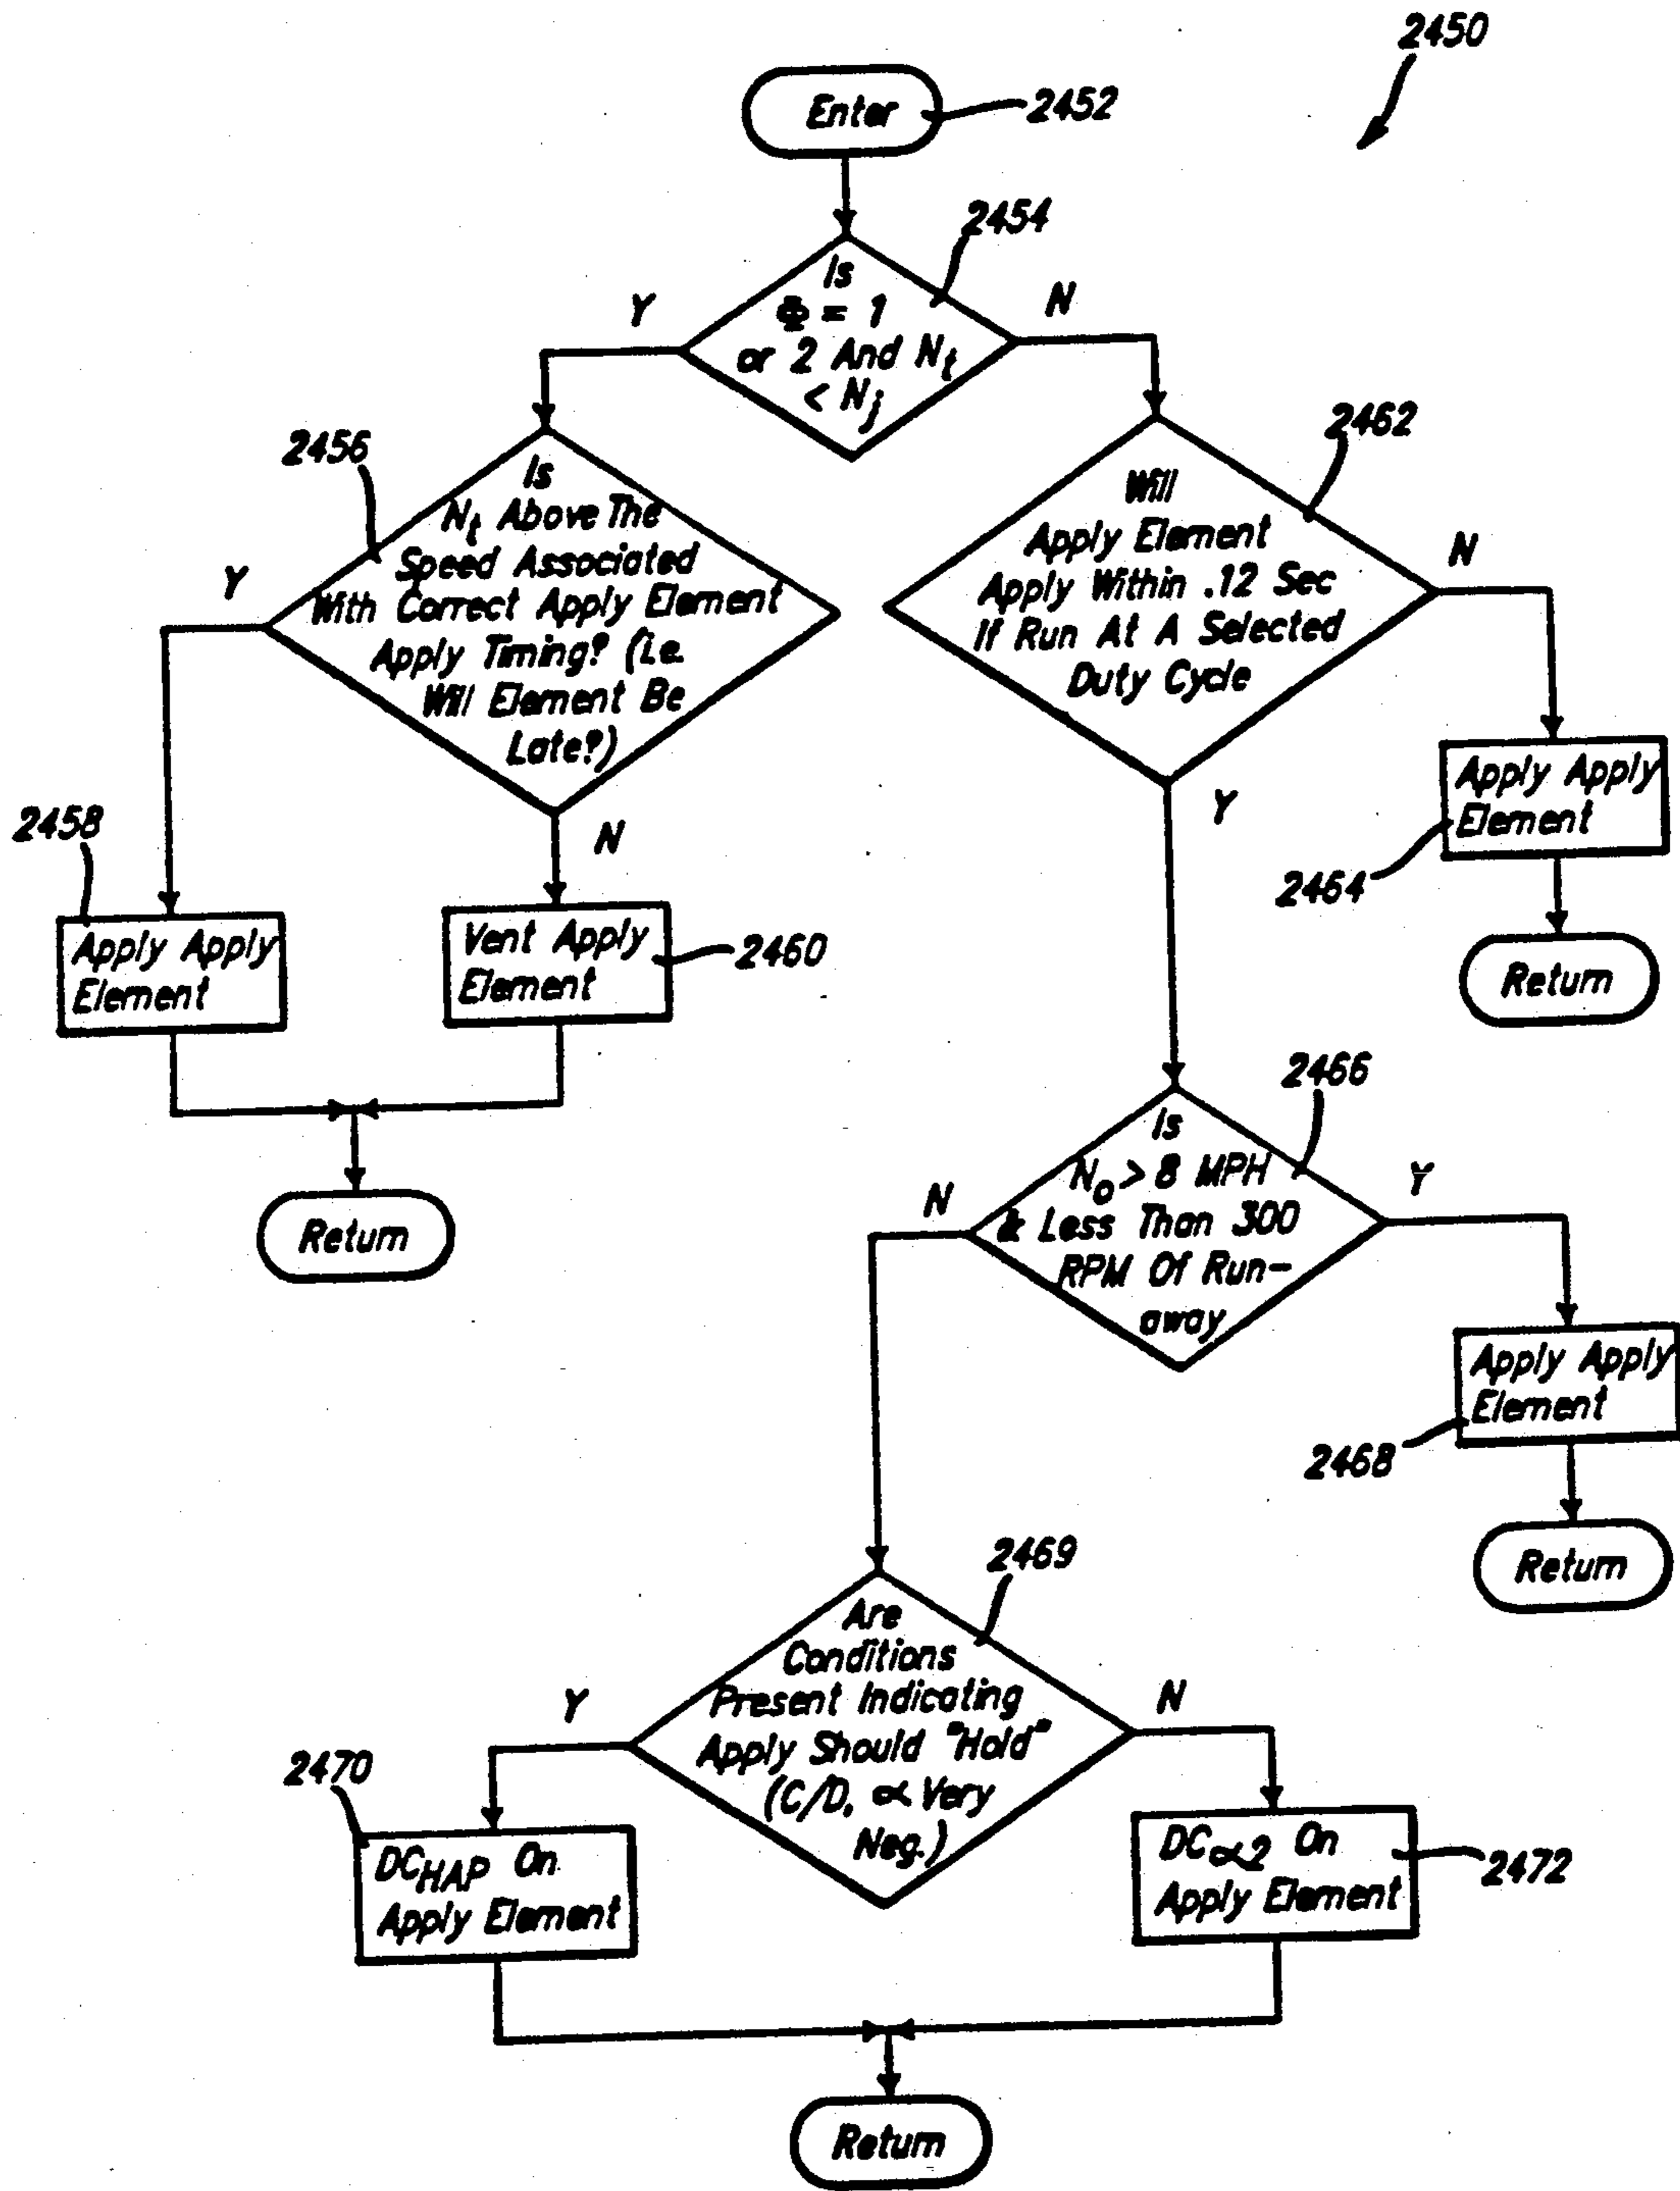 2450
Enter
2452
2454
Is
Φ = 1
or 2 And Nt
< Nj
Y
N
2456
Is
Nt Above The
Speed Associated
With Correct Apply Element
Apply Timing? (i.e.
Will Element Be
Late?)
Y
N
2462
Will
Apply Element
Apply Within .12 Sec
If Run At A Selected
Duty Cycle
N
Y
2458
Apply Apply
Element
Vent Apply
Element
2460
Return
Apply Apply
Element
2464
Return
2466
Is
No > 8 MPH
& Less Than 300
RPM Of Run-
away
N
Y
Apply Apply
Element
2468
Return
2469
Are
Conditions
Present Indicating
Apply Should "Hold"
(C/D, ∝ Very
Neg.)
Y
N
2470
DCHAP On
Apply Element
DC∝2 On
Apply Element
2472
Return